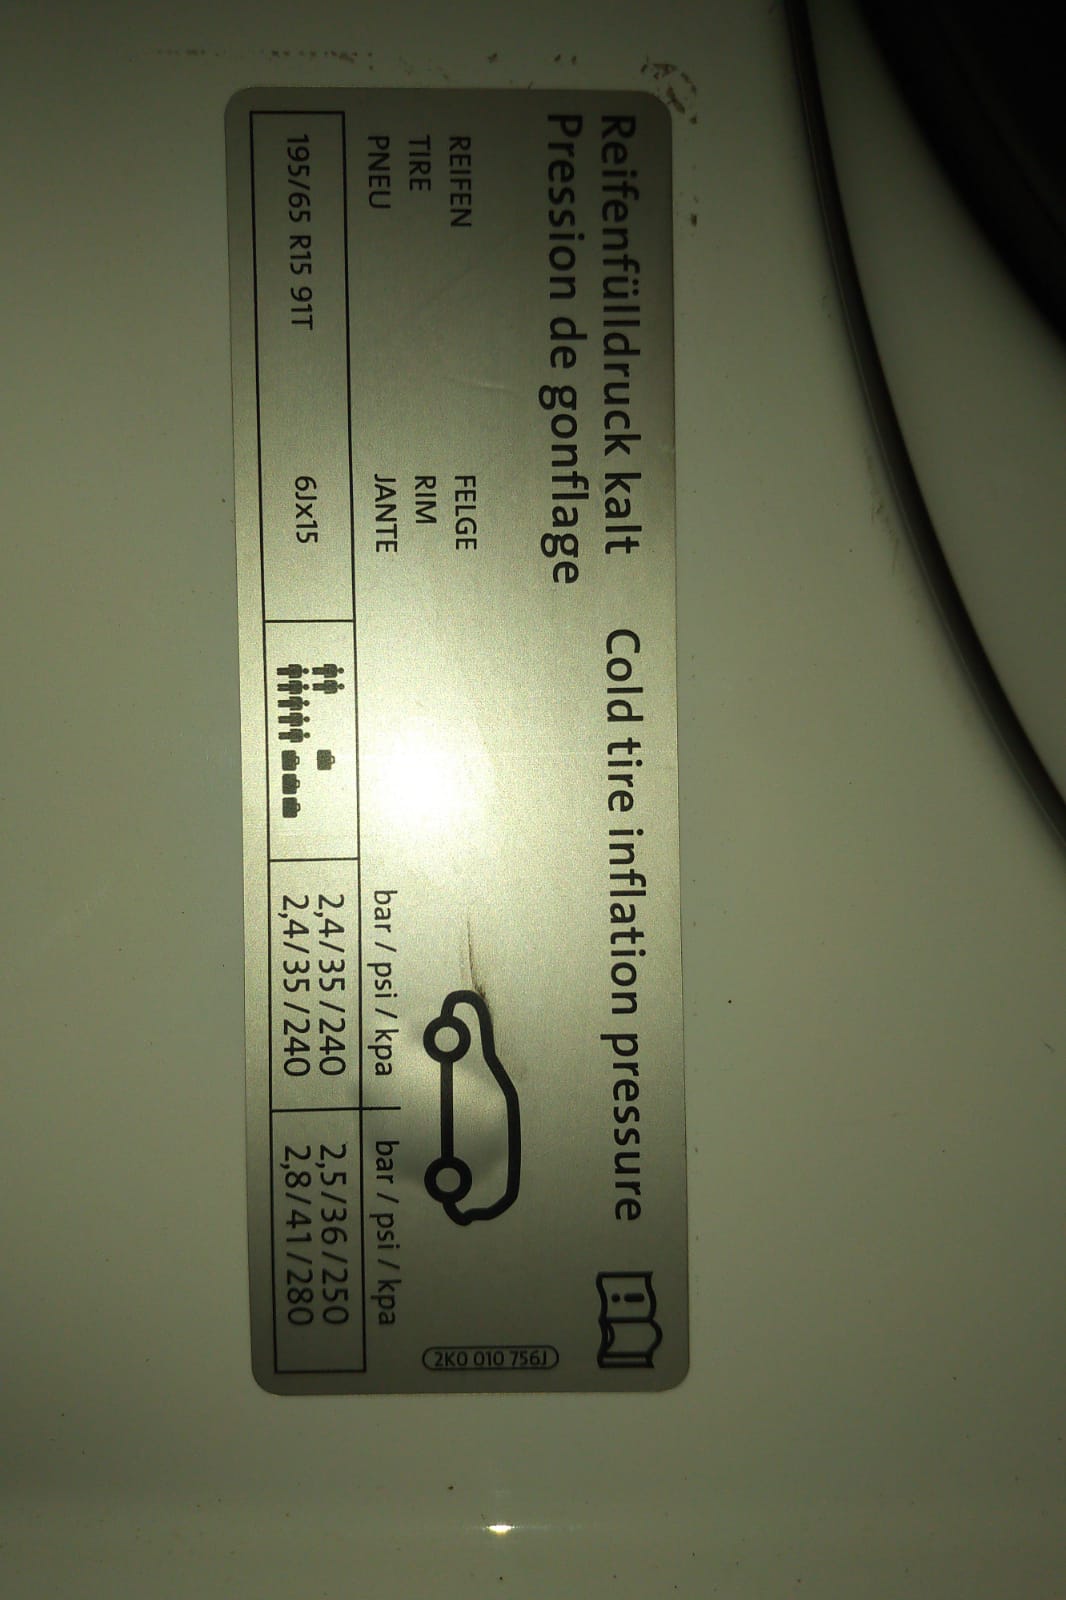 Reifenfülldruck kalt Cold tire inflation pressure
Pression de gonflage
REIFEN FELGE
TIRE RIM
PNEU JANTE bar / psi / kpa bar / psi / kpa
2K0 010 756J
195/65 R15 91T 6Jx15
2,4/35/240 2,5/36/250
2,4/35/240 2,8/41/280